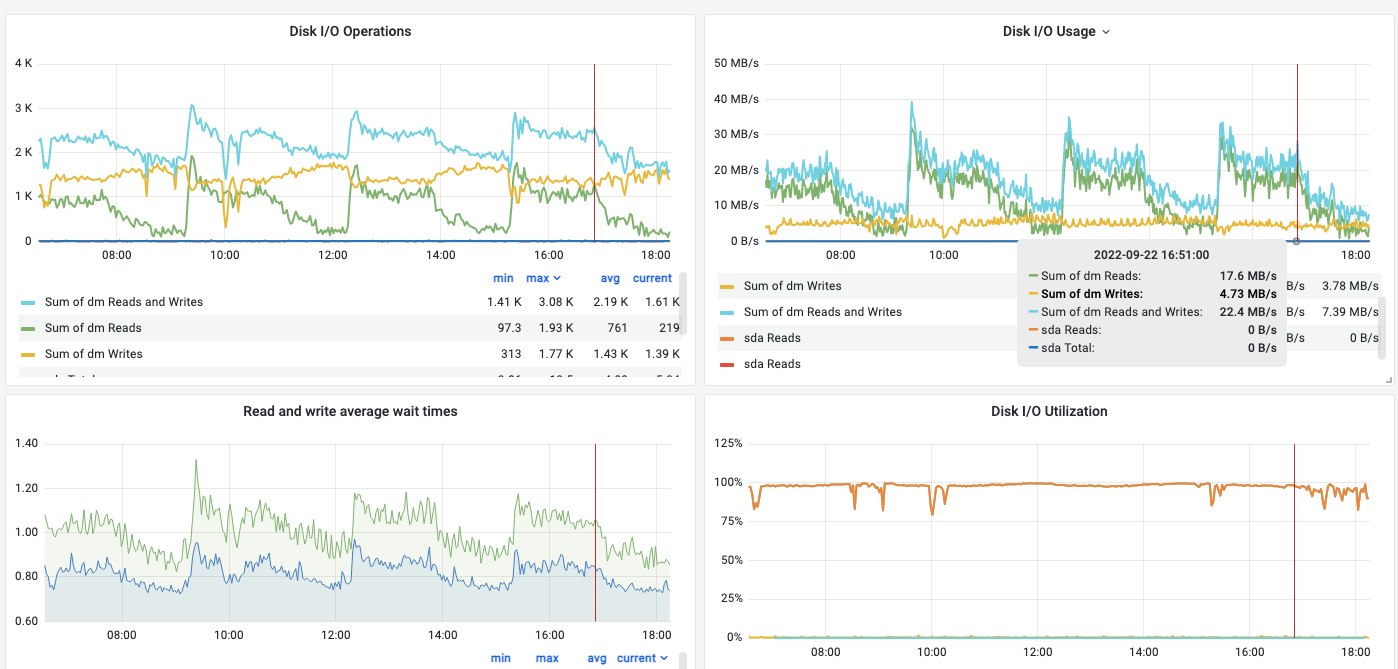 Disk I/O Operations
4 K
3 K
2 K
1 K
0
08:00 10:00 12:00 14:00 16:00 18:00
min max avg current
Sum of dm Reads and Writes 1.41 K 3.08 K 2.19 K 1.61 K
Sum of dm Reads 97.3 1.93 K 761 219
Sum of dm Writes 313 1.77 K 1.43 K 1.39 K
Disk I/O Usage
50 MB/s
40 MB/s
30 MB/s
20 MB/s
10 MB/s
0 B/s
08:00 10:00 18:00
2022-09-22 16:51:00
Sum of dm Reads: 17.6 MB/s
Sum of dm Writes: 4.73 MB/s
Sum of dm Reads and Writes: 22.4 MB/s
sda Reads: 0 B/s
sda Total: 0 B/s
Sum of dm Writes B/s 3.78 MB/s
Sum of dm Reads and Writes B/s 7.39 MB/s
sda Reads B/s 0 B/s
sda Reads
Read and write average wait times
1.40
1.20
1.00
0.80
0.60
08:00 10:00 12:00 14:00 16:00 18:00
min max avg current
Disk I/O Utilization
125%
100%
75%
50%
25%
0%
08:00 10:00 12:00 14:00 16:00 18:00